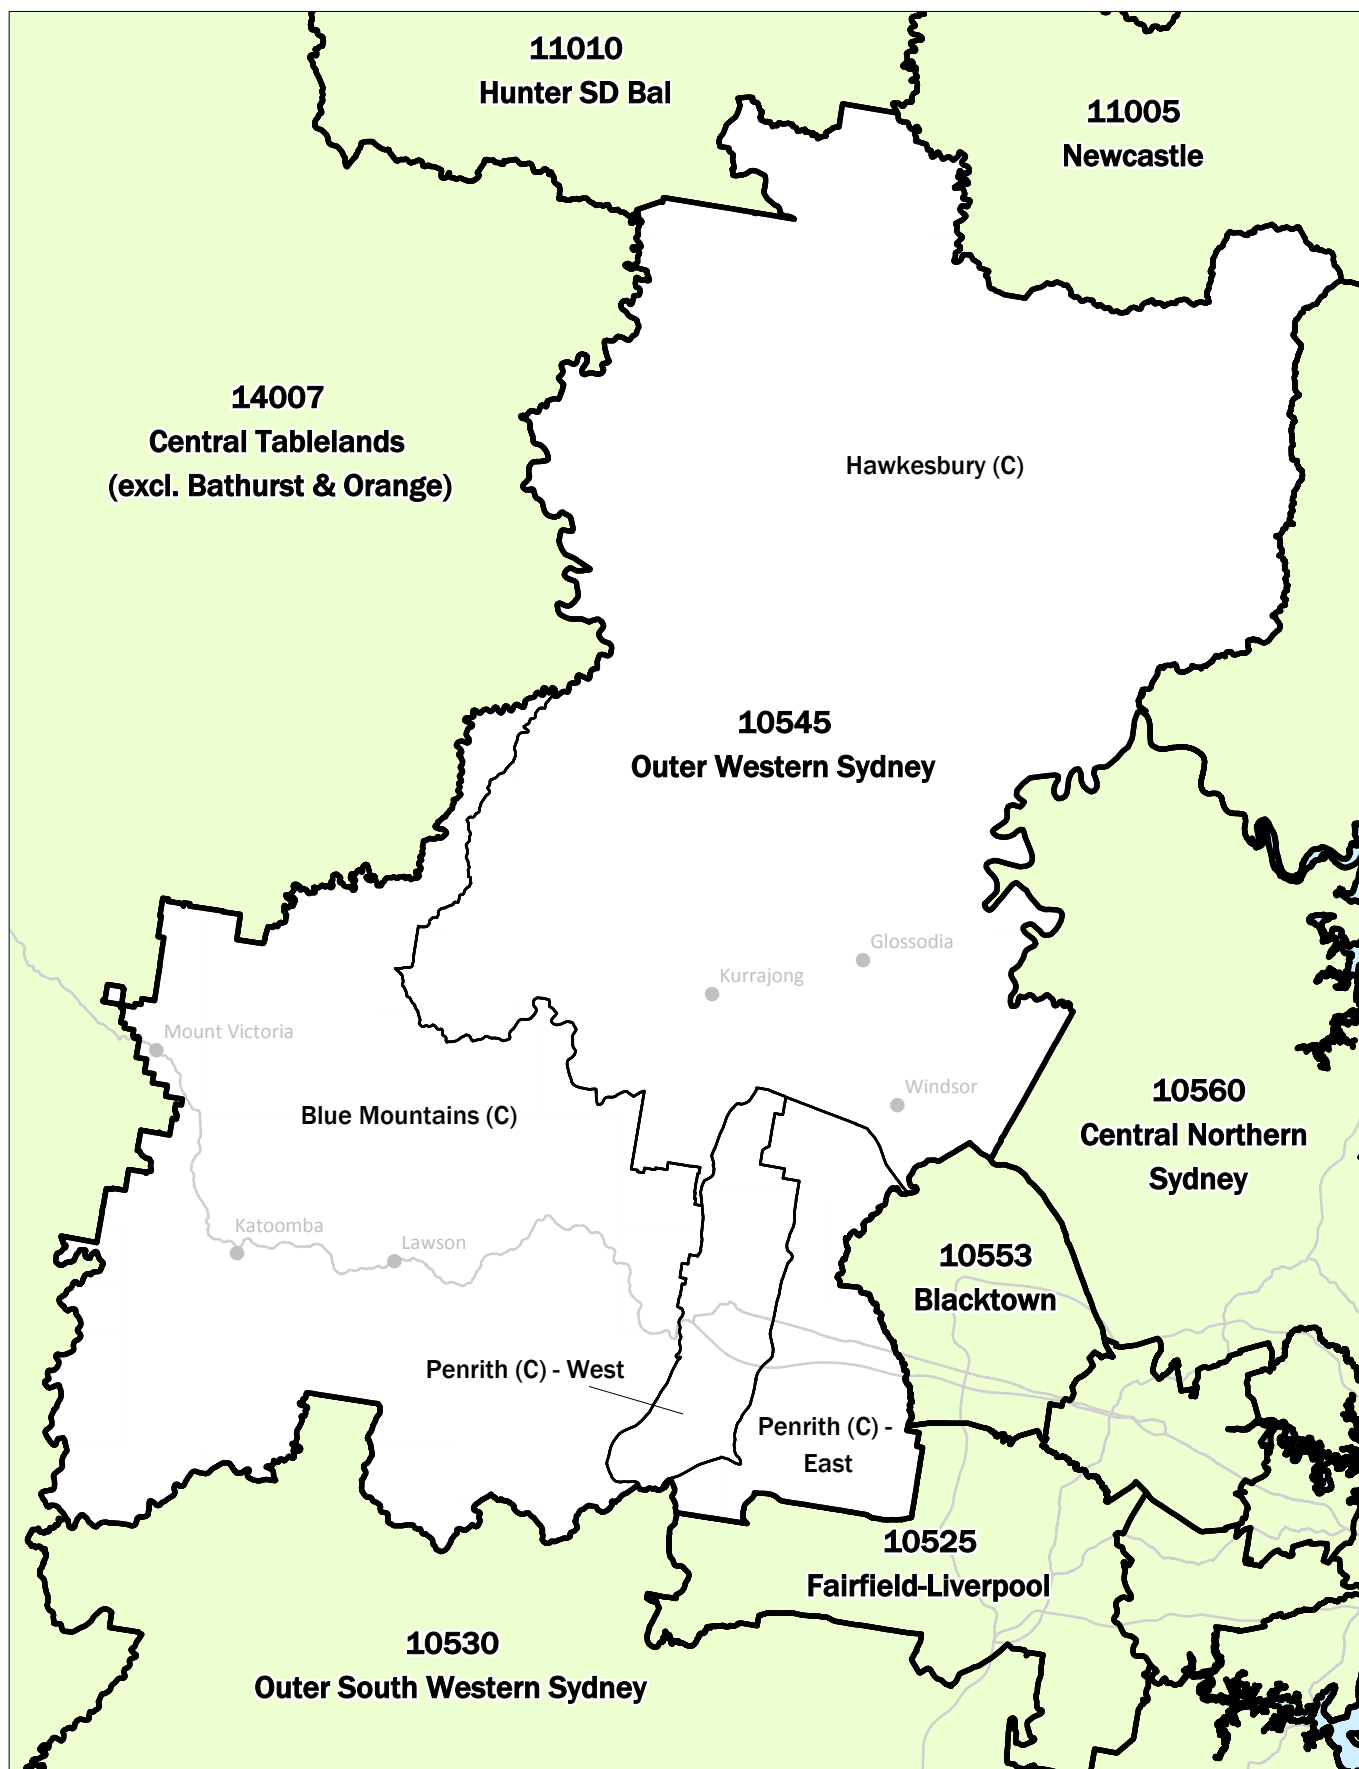 11010
Hunter SD Bal
11005
Newcastle
14007
Central Tablelands
(excl. Bathurst & Orange)
Hawkesbury (C)
10545
Outer Western Sydney
Glossodia
Kurrajong
Mount Victoria
Windsor
Blue Mountains (C)
10560
Central Northern
Sydney
Katoomba
Lawson
10553
Blacktown
Penrith (C) - West
Penrith (C) -
East
10525
Fairfield-Liverpool
10530
Outer South Western Sydney